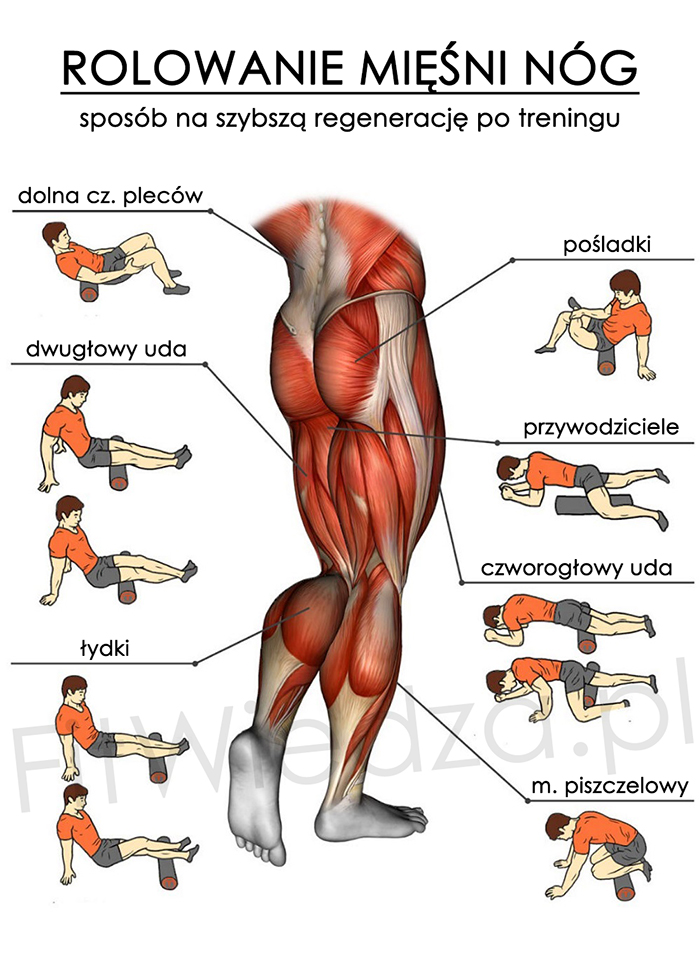 ROLOWANIE MIĘŚNI NÓG
sposób na szybszą regenerację po treningu
dolna cz. pleców
pośladki
dwugłowy uda
przywodziciele
czworogłowy uda
łydki
FitWiedza.pl
m. piszczelowy